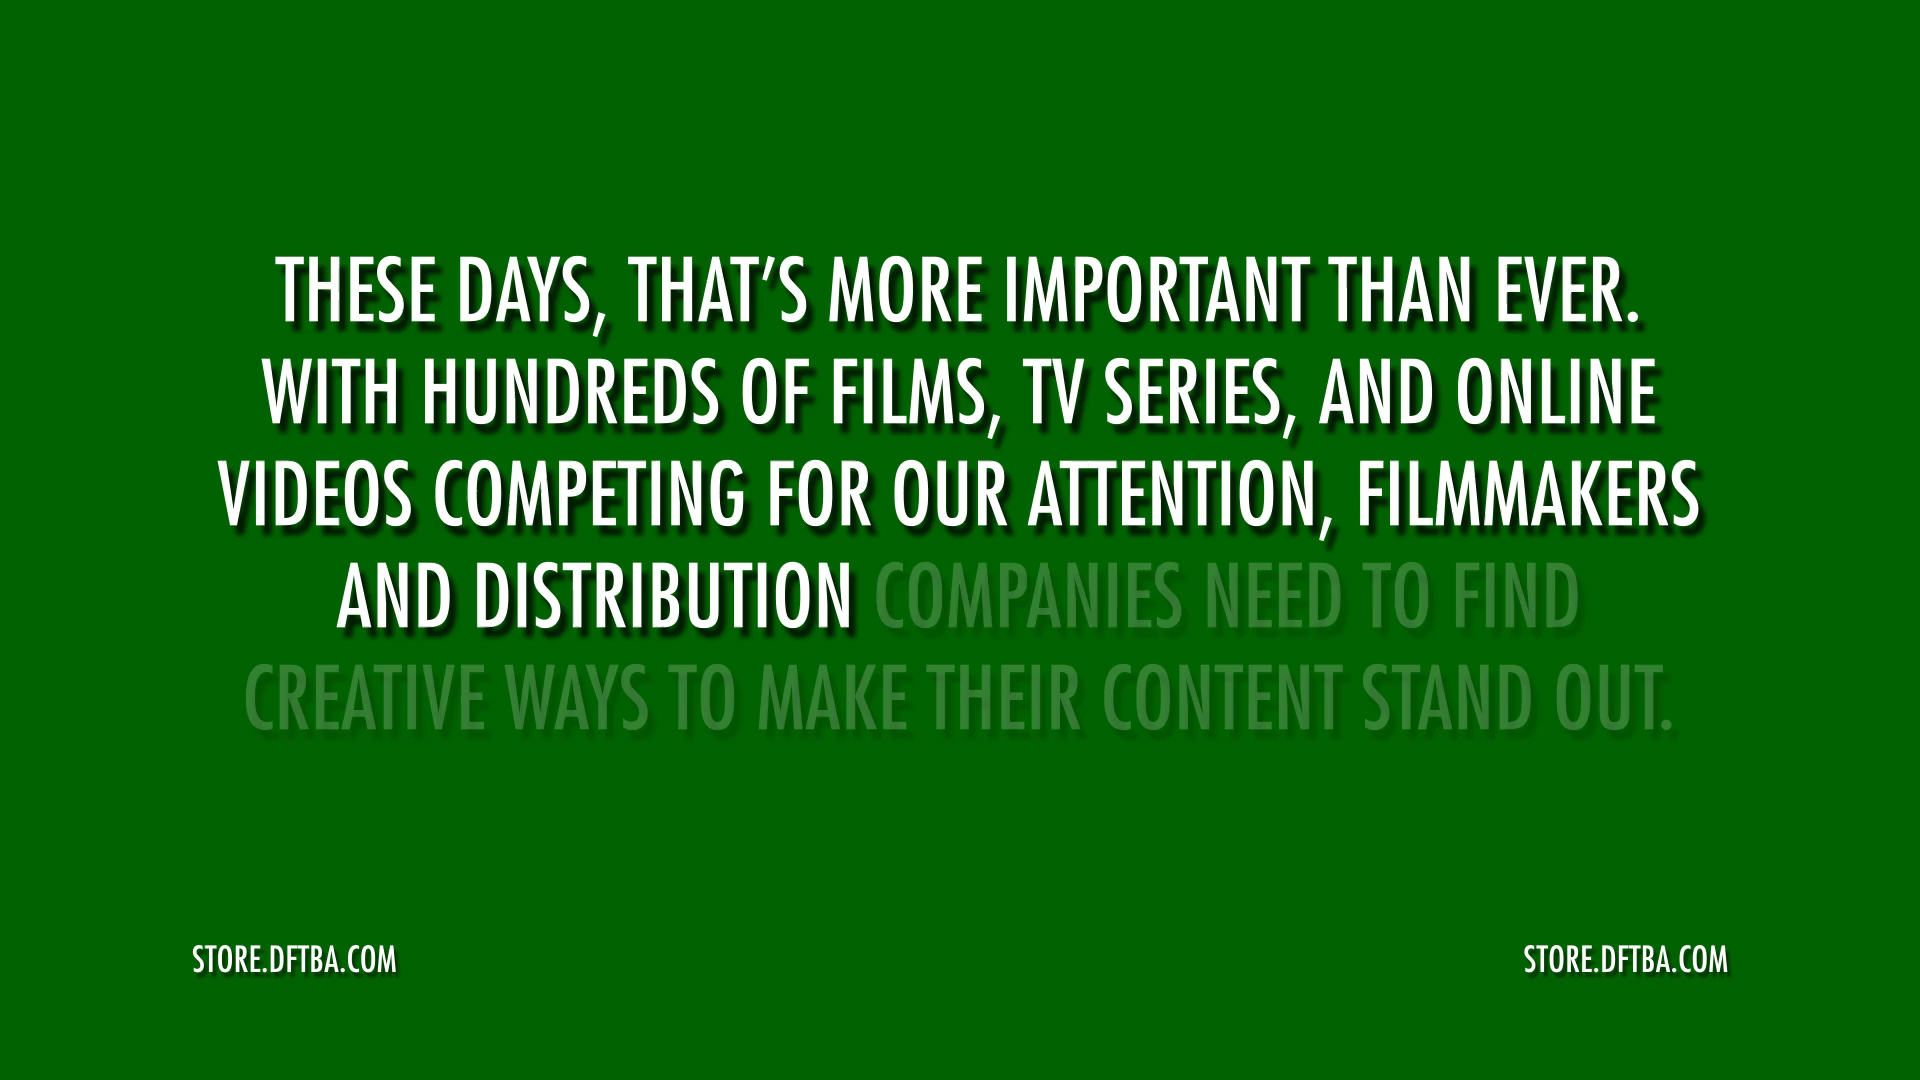 THESE DAYS, THAT’S MORE IMPORTANT THAN EVER.
WITH HUNDREDS OF FILMS, TV SERIES, AND ONLINE
VIDEOS COMPETING FOR OUR ATTENTION, FILMMAKERS
AND DISTRIBUTION COMPANIES NEED TO FIND
CREATIVE WAYS TO MAKE THEIR CONTENT STAND OUT.
STORE.DFTBA.COM
STORE.DFTBA.COM